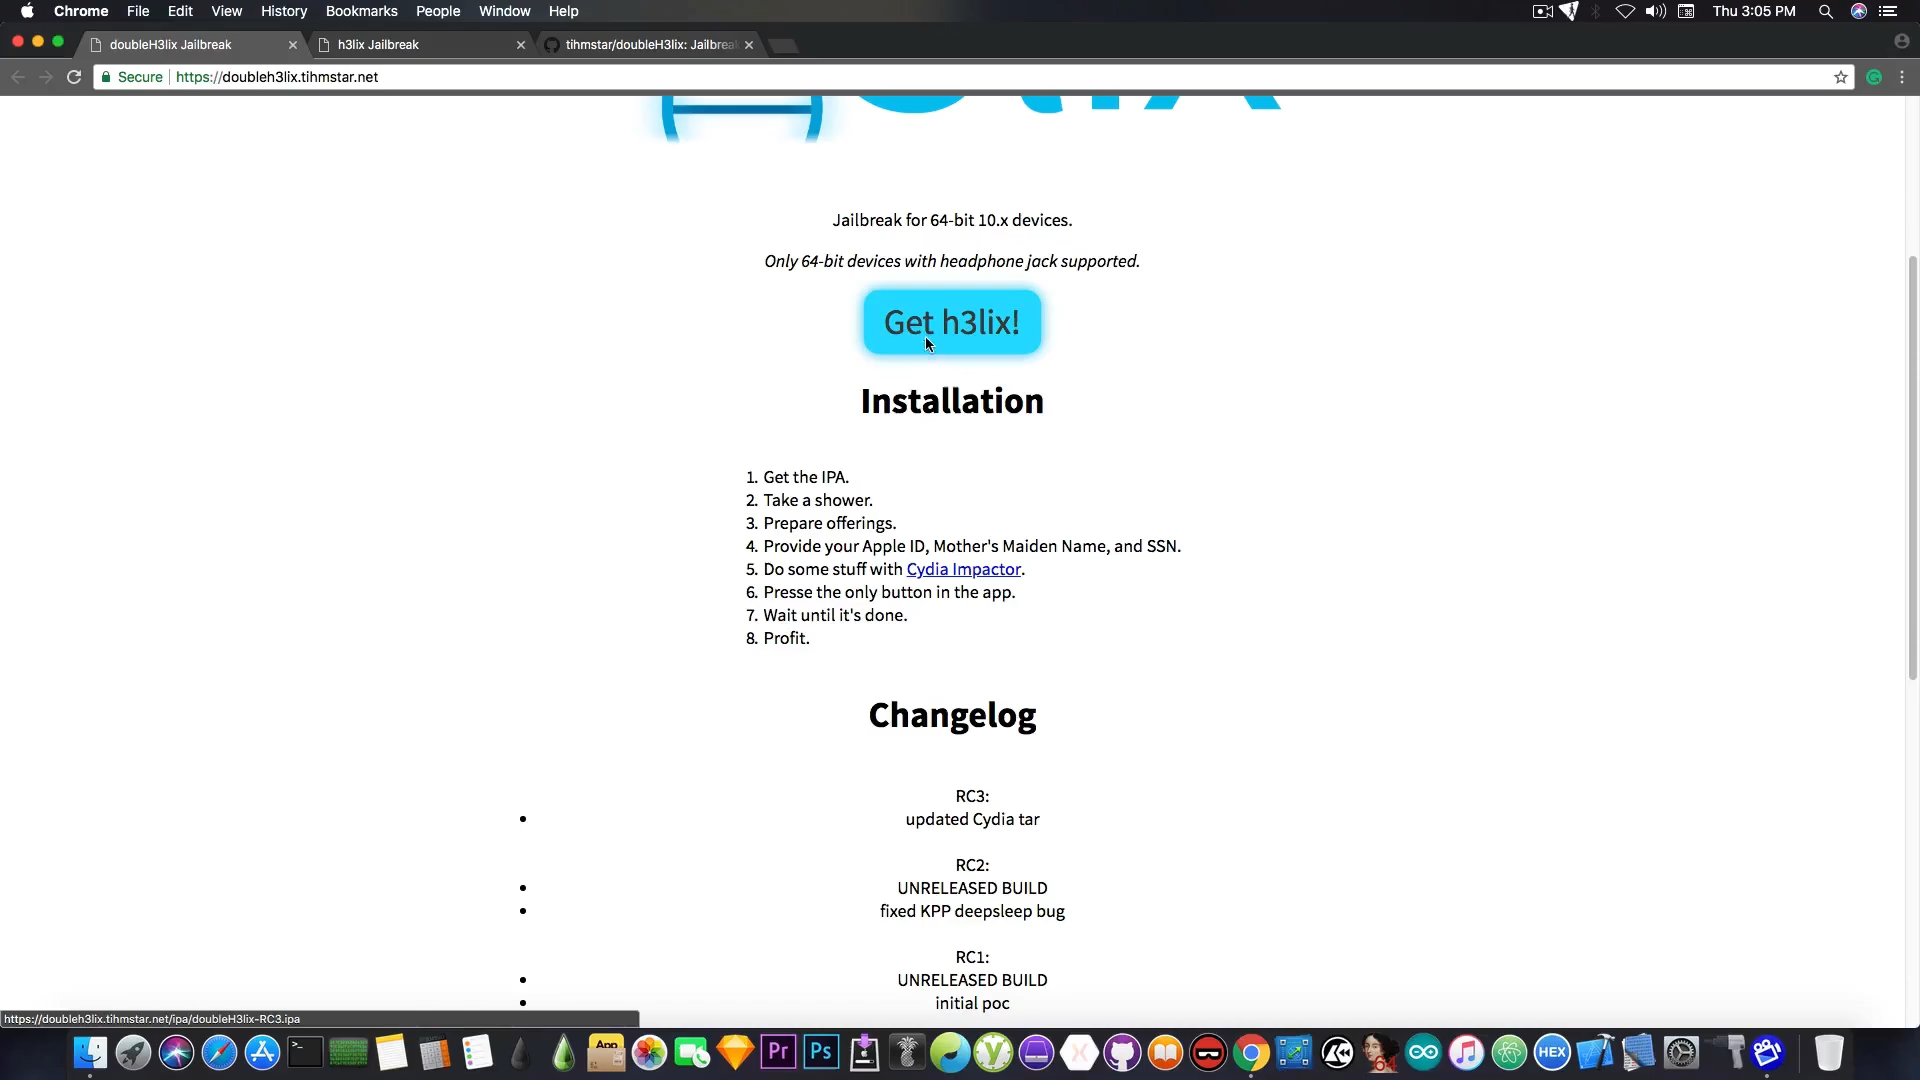 Chrome File Edit View History Bookmarks People Window Help Thu 3:05 PM
doubleH3lix Jailbreak h3lix Jailbreak tihmstar/doubleH3lix: Jailbrea
Secure https://doubleh3lix.tihmstar.net
Jailbreak for 64-bit 10.x devices.
Only 64-bit devices with headphone jack supported.
Get h3lix!
Installation
1. Get the IPA.
2. Take a shower.
3. Prepare offerings.
4. Provide your Apple ID, Mother's Maiden Name, and SSN.
5. Do some stuff with Cydia Impactor.
6. Presse the only button in the app.
7. Wait until it's done.
8. Profit.
Changelog
RC3:
• updated Cydia tar
RC2:
• UNRELEASED BUILD
• fixed KPP deepsleep bug
RC1:
• UNRELEASED BUILD
• initial poc
https://doubleh3lix.tihmstar.net/ipa/doubleH3lix-RC3.ipa
App Pr Ps 64 HEX